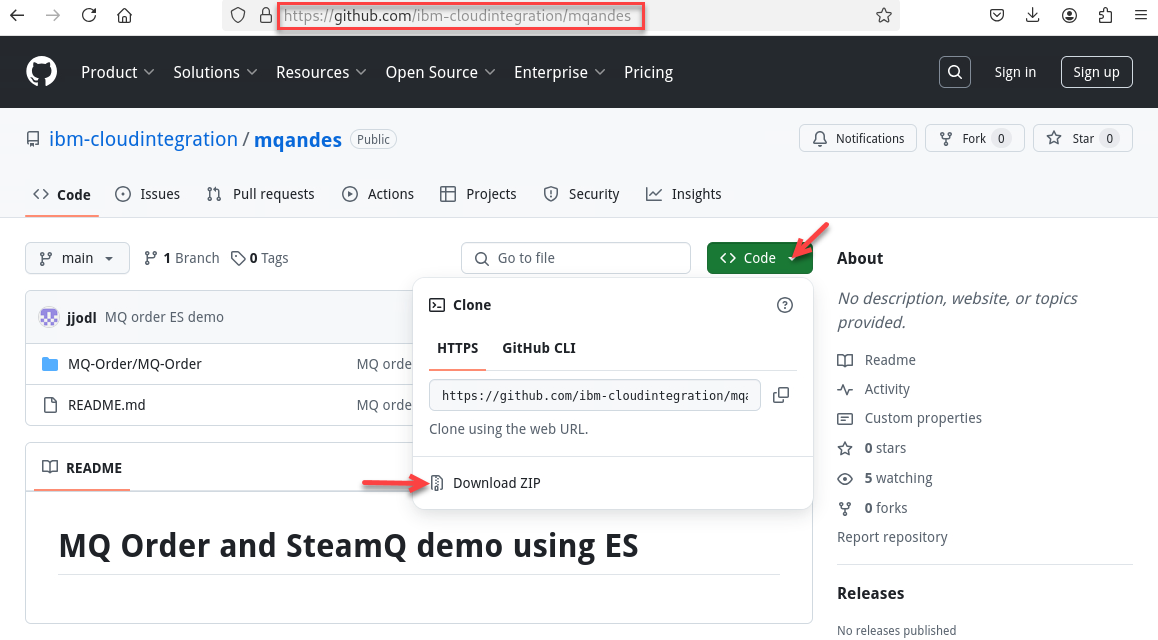 https://github.com/ibm-cloudintegration/mqandes
Product Solutions Resources Open Source Enterprise Pricing Sign in Sign up
ibm-cloudintegration / mqandes Public Notifications Fork 0 Star 0
Code Issues Pull requests Actions Projects Security Insights
main 1 Branch 0 Tags Go to file Code
jjodl MQ order ES demo
MQ-Order/MQ-Order MQ orde
README.md MQ orde
Clone
HTTPS GitHub CLI
https://github.com/ibm-cloudintegration/mqa
Clone using the web URL.
Download ZIP
README
MQ Order and SteamQ demo using ES
About
No description, website, or topics
provided.
Readme
Activity
Custom properties
0 stars
5 watching
0 forks
Report repository
Releases
No releases published